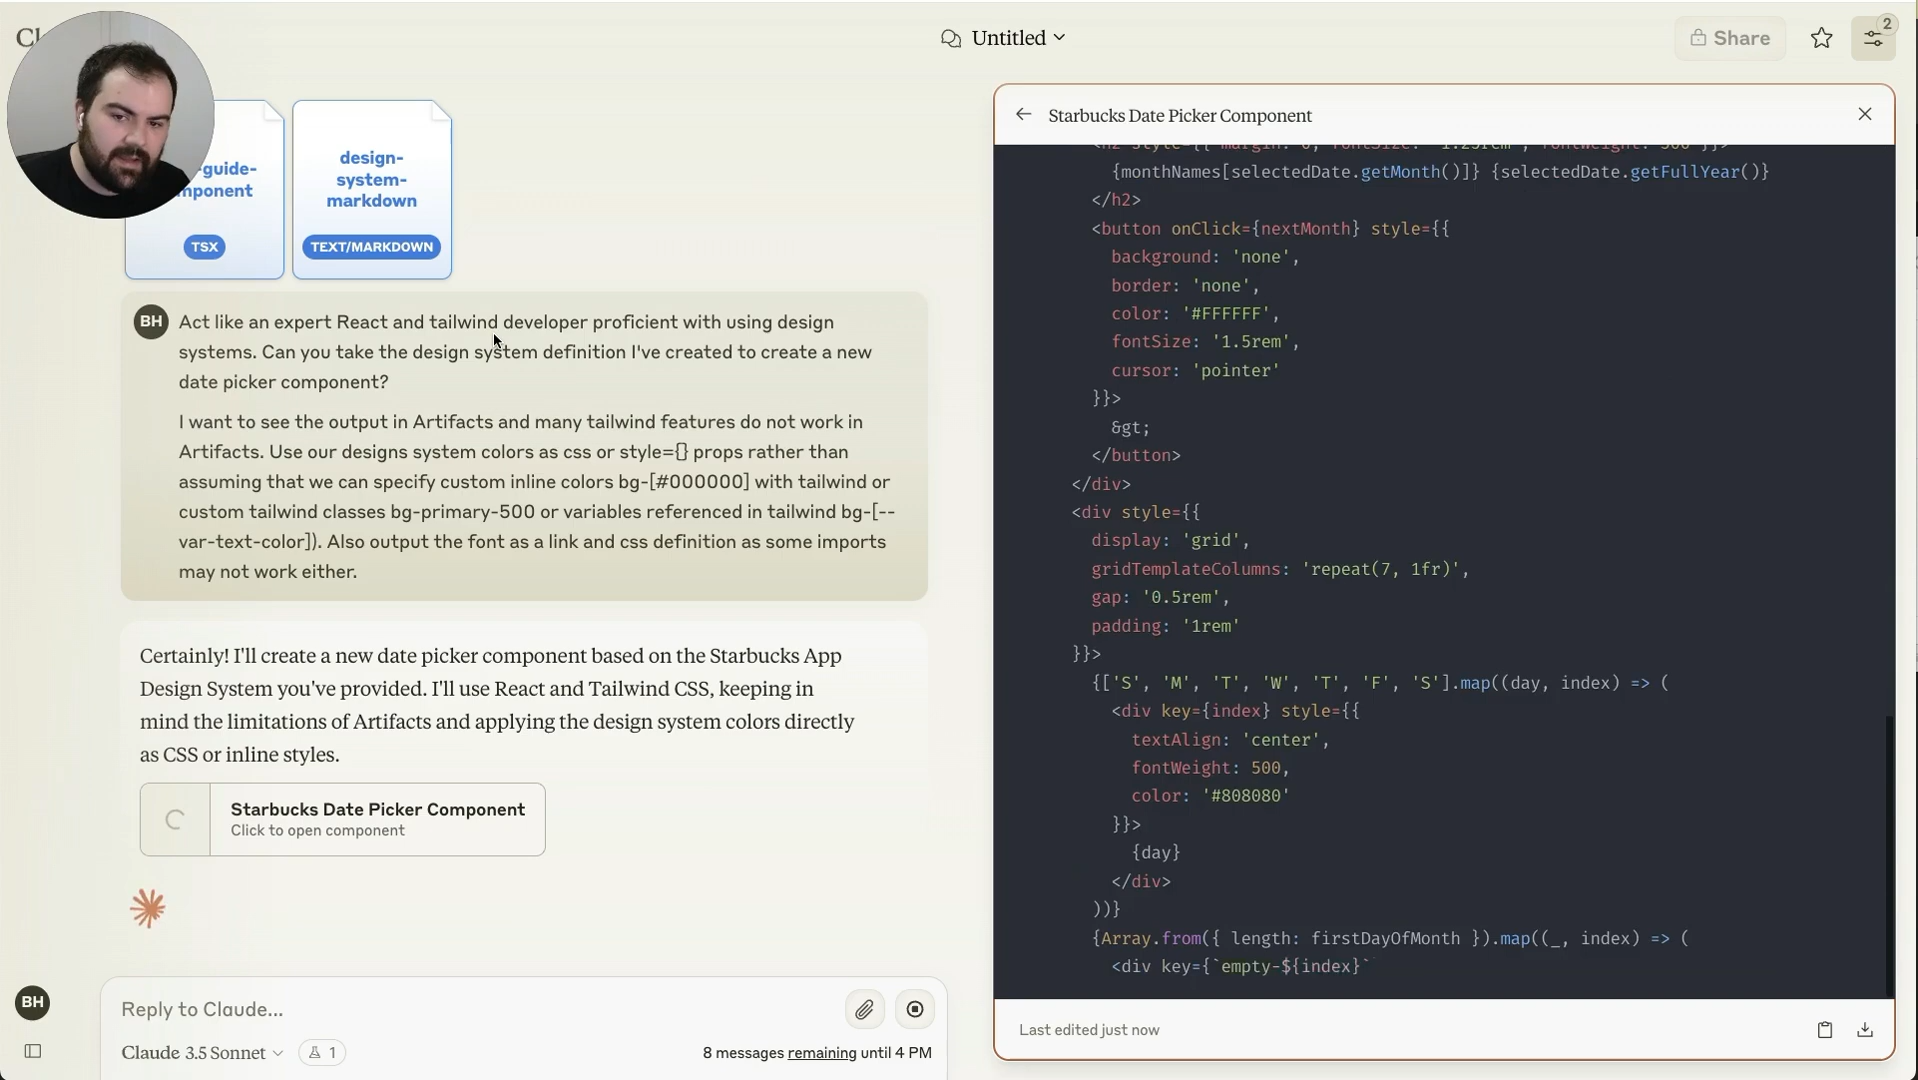 Untitled
Share
2
-guide-
mponent
TSX
design-
system-
markdown
TEXT/MARKDOWN
BH
Act like an expert React and tailwind developer proficient with using design
systems. Can you take the design system definition I've created to create a new
date picker component?
I want to see the output in Artifacts and many tailwind features do not work in
Artifacts. Use our designs system colors as css or style={} props rather than
assuming that we can specify custom inline colors bg-[#000000] with tailwind or
custom tailwind classes bg-primary-500 or variables referenced in tailwind bg-[--
var-text-color]). Also output the font as a link and css definition as some imports
may not work either.
Certainly! I'll create a new date picker component based on the Starbucks App
Design System you've provided. I'll use React and Tailwind CSS, keeping in
mind the limitations of Artifacts and applying the design system colors directly
as CSS or inline styles.
Starbucks Date Picker Component
Click to open component
BH
Reply to Claude...
Claude 3.5 Sonnet
1
8 messages remaining until 4 PM
Starbucks Date Picker Component
{monthNames[selectedDate.getMonth()]} {selectedDate.getFullYear()}
</h2>
<button onClick={nextMonth} style={{
background: 'none',
border: 'none',
color: '#FFFFFF',
fontSize: '1.5rem',
cursor: 'pointer'
}}>
&gt;
</button>
</div>
<div style={{
display: 'grid',
gridTemplateColumns: 'repeat(7, 1fr)',
gap: '0.5rem',
padding: '1rem'
}}>
{['S', 'M', 'T', 'W', 'T', 'F', 'S'].map((day, index) => (
<div key={index} style={{
textAlign: 'center',
fontWeight: 500,
color: '#808080'
}}>
{day}
</div>
))}
{Array.from({ length: firstDayOfMonth }).map((_, index) => (
<div key={`empty-${index}`
Last edited just now